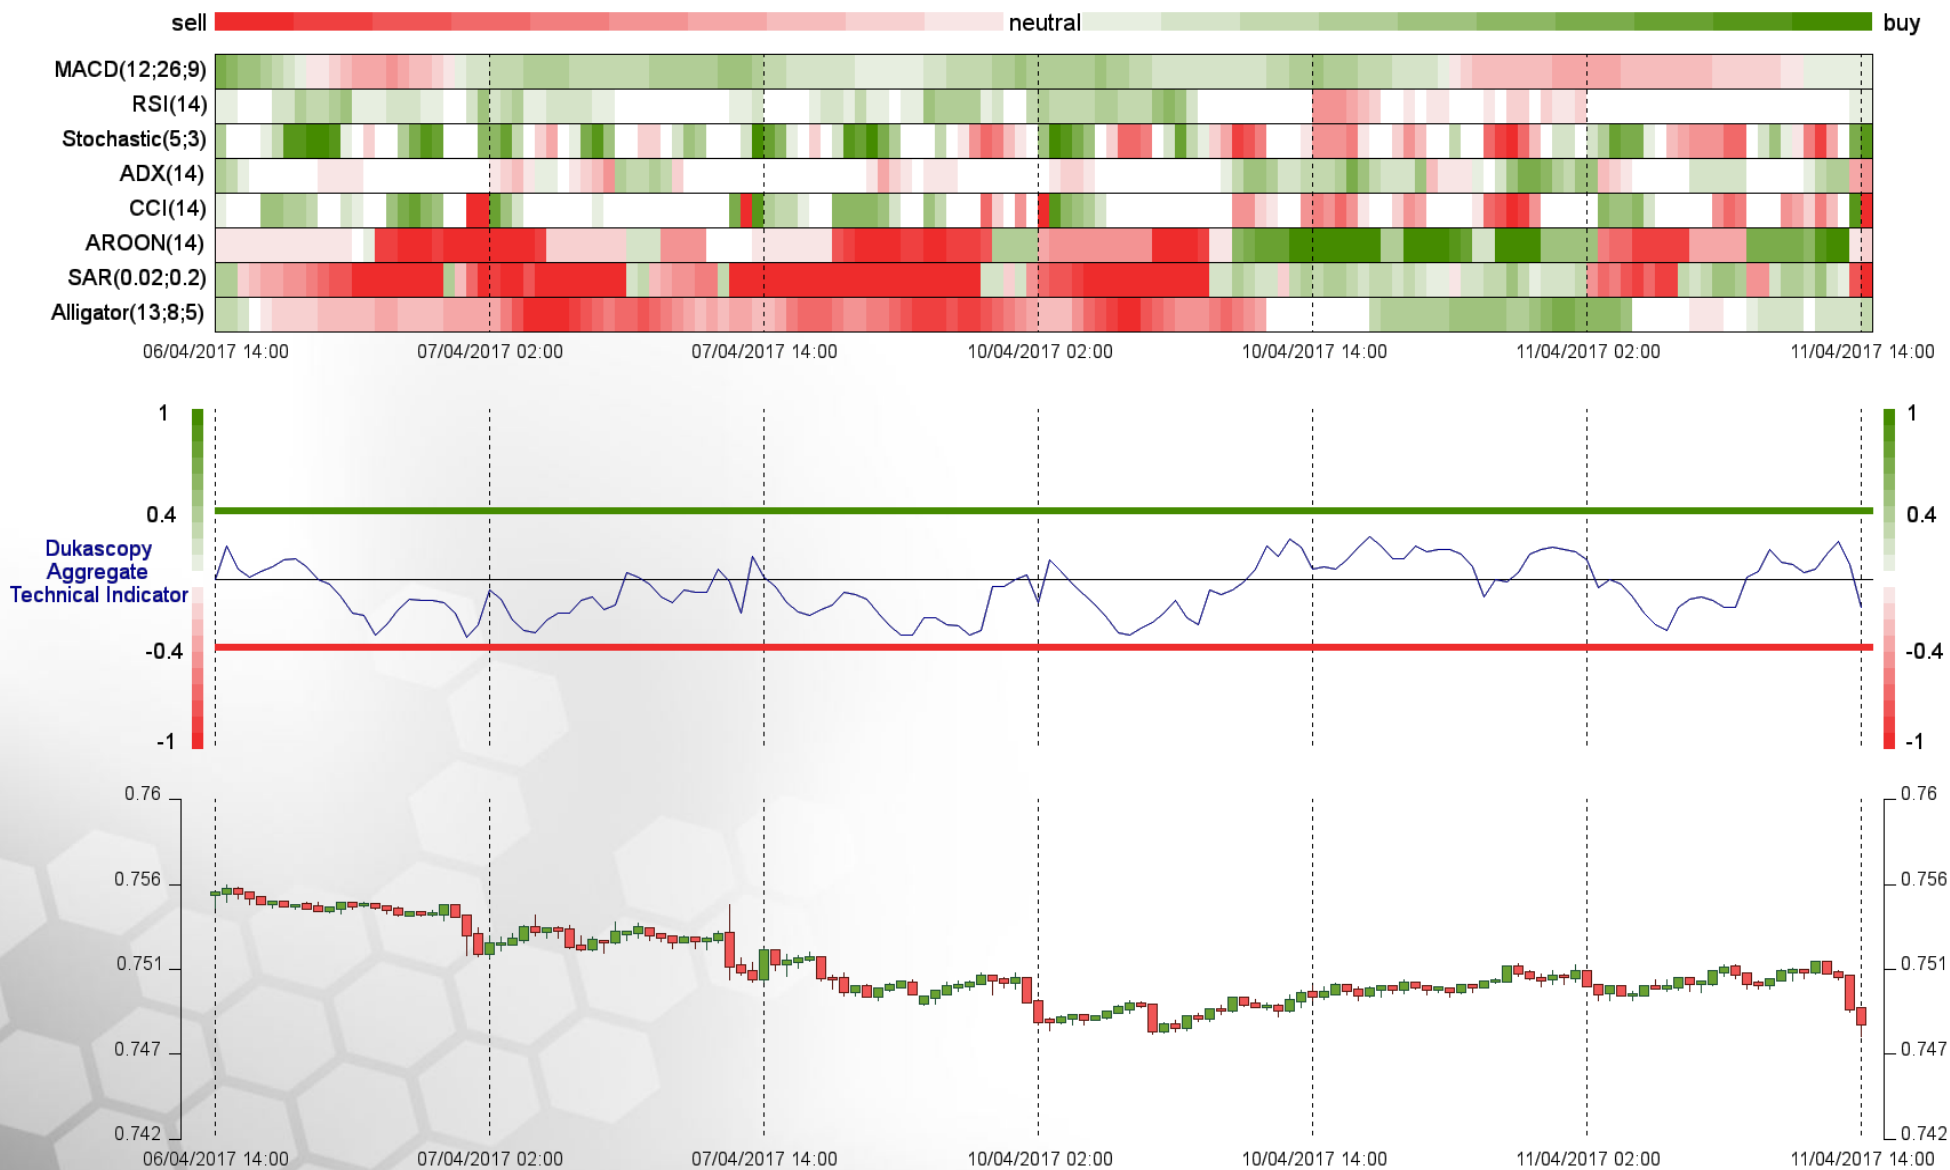 sell neutral buy
MACD(12;26;9)
RSI(14)
Stochastic(5;3)
ADX(14)
CCI(14)
AROON(14)
SAR(0.02;0.2)
Alligator(13;8;5)
06/04/2017 14:00 07/04/2017 02:00 07/04/2017 14:00 10/04/2017 02:00 10/04/2017 14:00 11/04/2017 02:00 11/04/2017 14:00
1 1
0.4 0.4
Dukascopy
Aggregate
Technical Indicator
-0.4 -0.4
-1 -1
0.76 0.76
0.756 0.756
0.751 0.751
0.747 0.747
0.742 0.742
06/04/2017 14:00 07/04/2017 02:00 07/04/2017 14:00 10/04/2017 02:00 10/04/2017 14:00 11/04/2017 02:00 11/04/2017 14:00